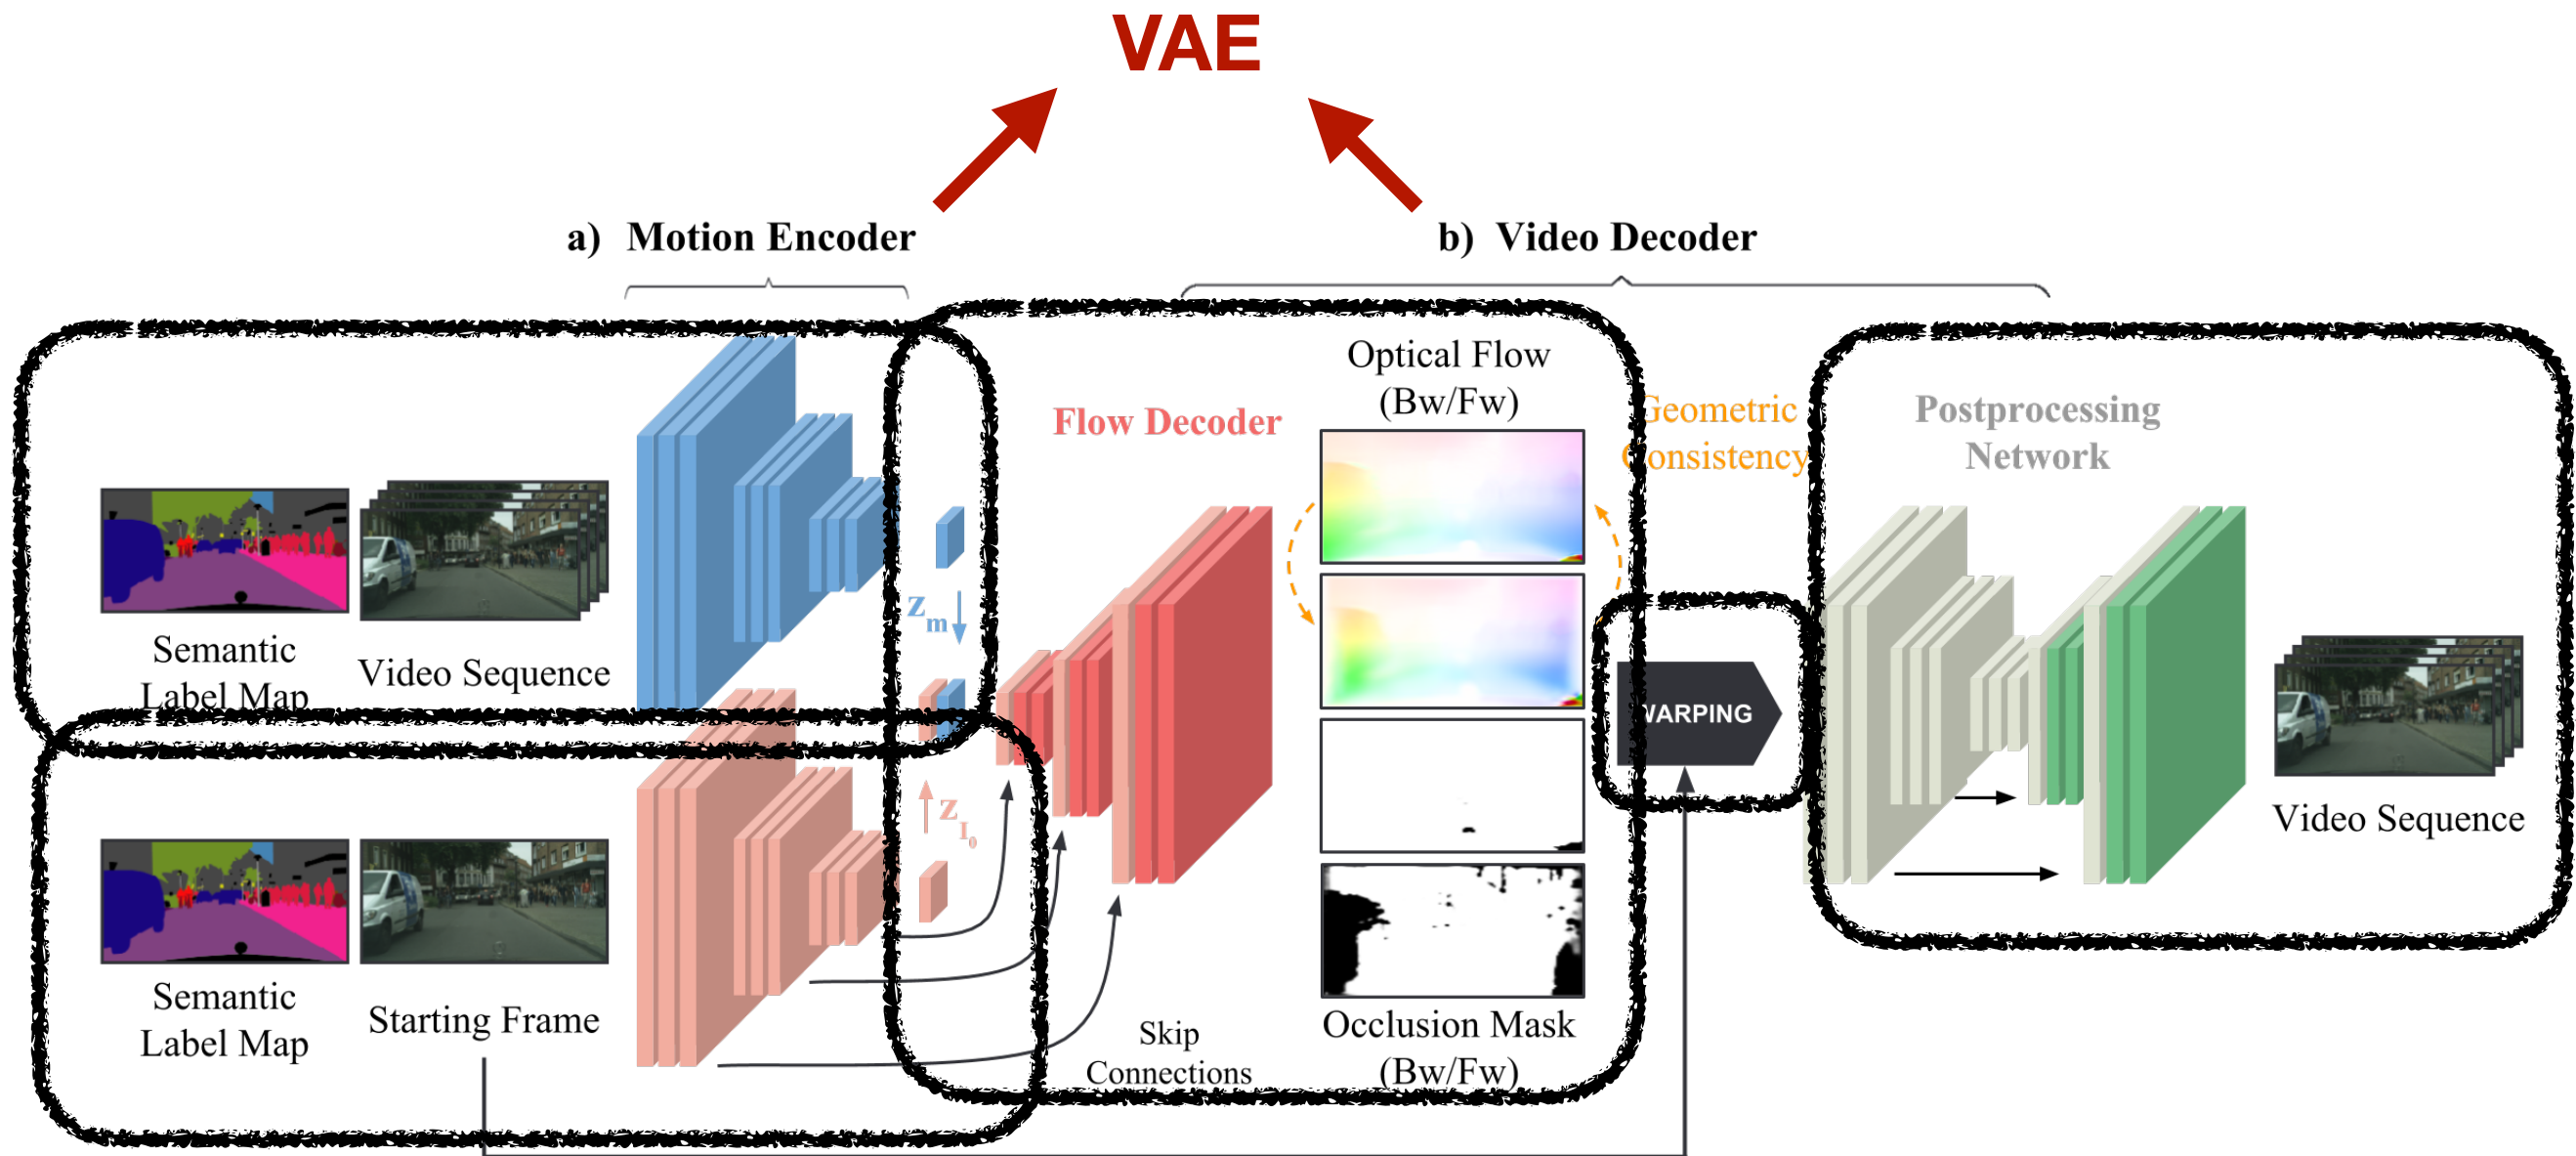 VAE
a) Motion Encoder
b) Video Decoder
Optical Flow
(Bw/Fw)
Flow Decoder
Geometric
Consistency
Postprocessing
Network
z m
Semantic
Label Map
Video Sequence
WARPING
z I0
Video Sequence
Semantic
Label Map
Starting Frame
Skip
Connections
Occlusion Mask
(Bw/Fw)